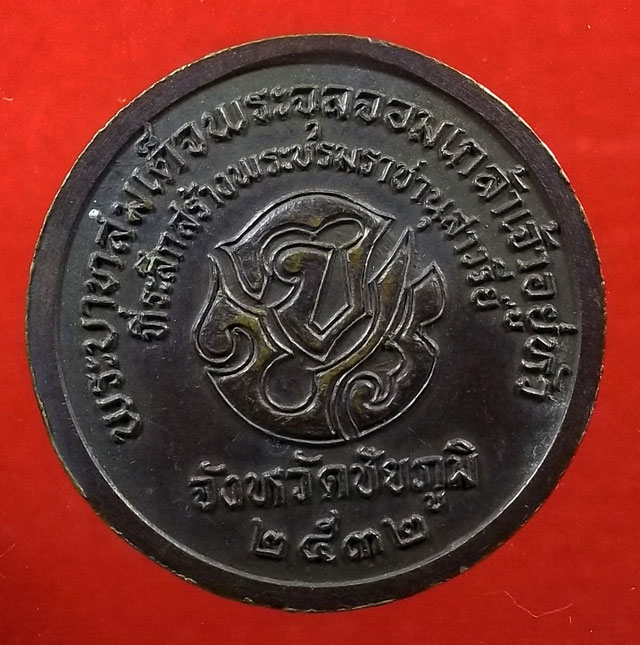 พระบาทสมเด็จพระจุลจอมเกล้าเจ้าอยู่หัว
ที่ระลึกสร้างพระบรมราชานุสาวรีย์
จังหวัดชัยภูมิ
๒๕๓๒